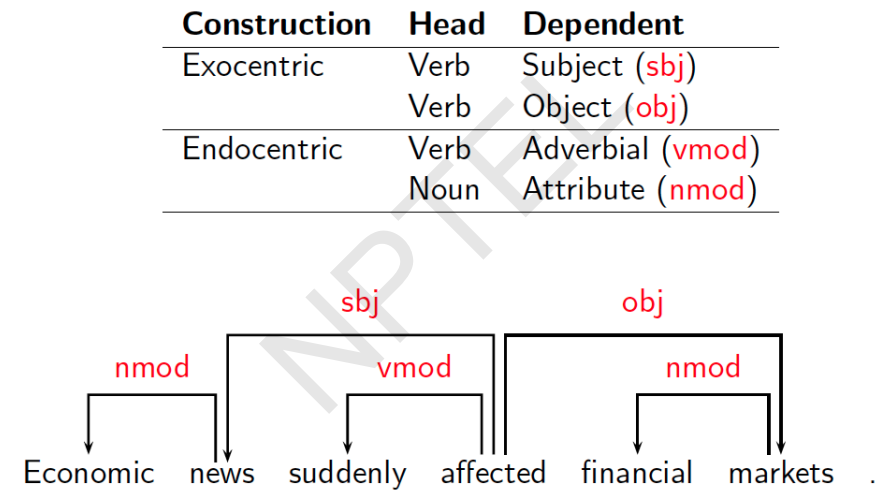 Construction Head Dependent
Exocentric Verb Subject (sbj)
Verb Object (obj)
Endocentric Verb Adverbial (vmod)
Noun Attribute (nmod)
NPTEL
sbj obj
nmod vmod nmod
Economic news suddenly affected financial markets .